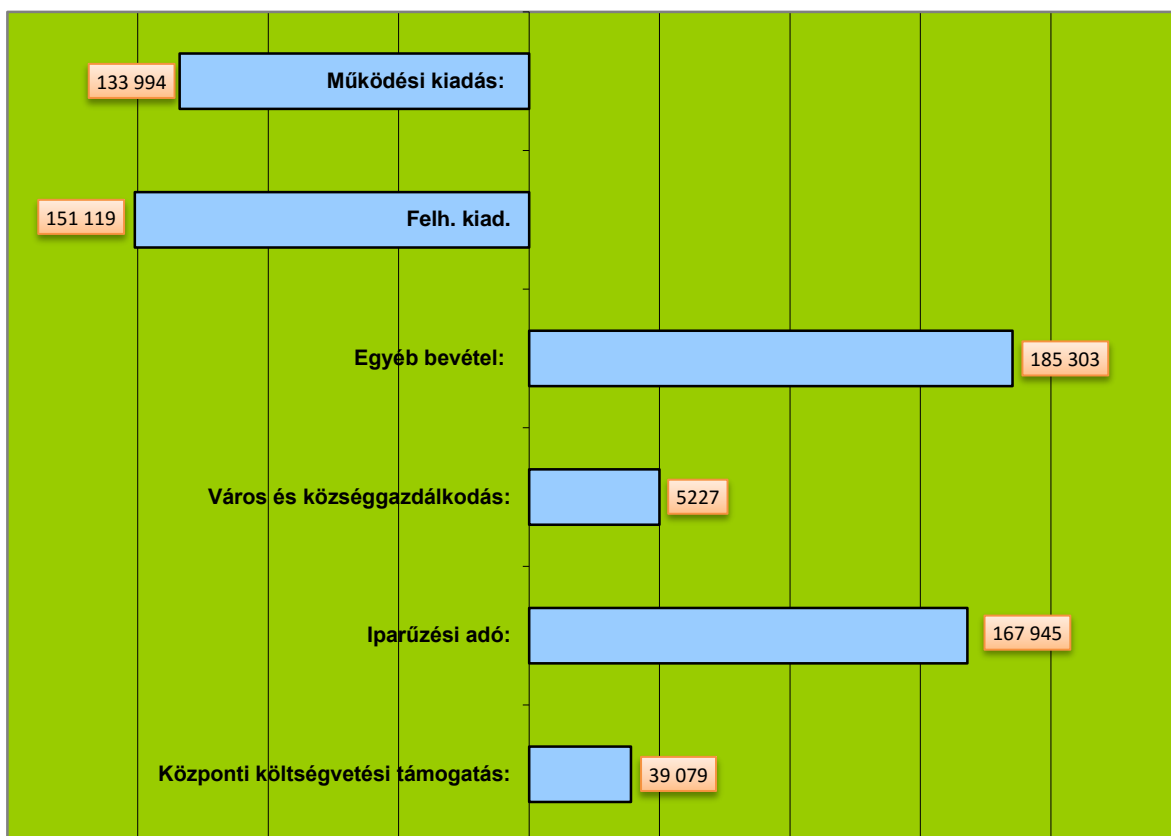 133 994 Működési kiadás:
151 119 Felh. kiad.
Egyéb bevétel: 185 303
Város és községgazdálkodás: 5227
Iparűzési adó: 167 945
Központi költségvetési támogatás: 39 079